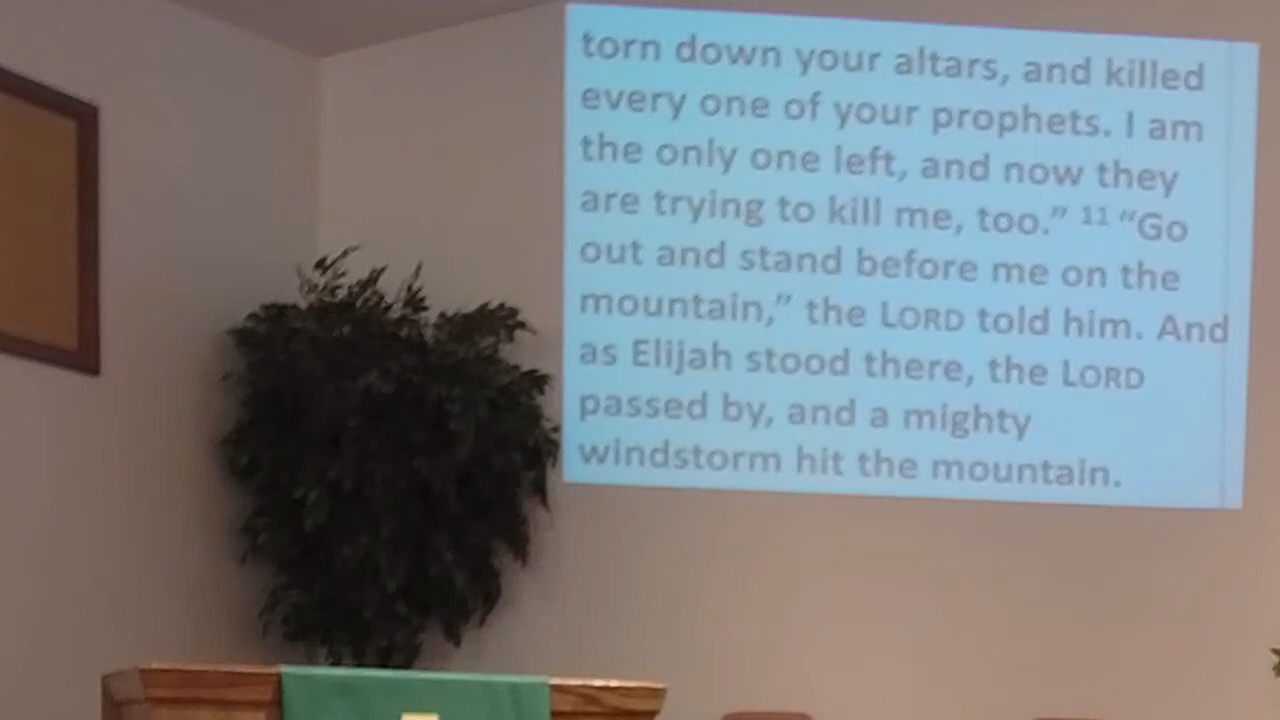 torn down your altars, and killed
every one of your prophets. I am
the only one left, and now they
are trying to kill me, too.” 11 “Go
out and stand before me on the
mountain,” the LORD told him. And
as Elijah stood there, the LORD
passed by, and a mighty
windstorm hit the mountain.